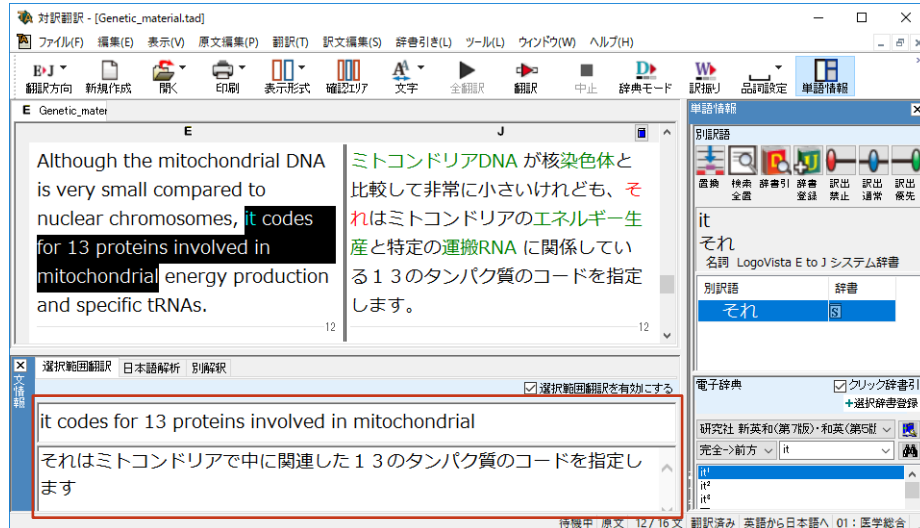 対訳翻訳 - [Genetic_material.tad]
ファイル(F) 編集(E) 表示(V) 原文編集(P) 翻訳(T) 訳文編集(S) 辞書引き(L) ツール(L) ウインドウ(W) ヘルプ(H)
E▸J
翻訳方向 新規作成 開く 印刷 表示形式 確認エリア 文字 全翻訳 翻訳 中止 辞典モード 訳振り 品詞設定 単語情報
E Genetic_mater
E J
Although the mitochondrial DNA
is very small compared to
nuclear chromosomes, it codes
for 13 proteins involved in
mitochondrial energy production
and specific tRNAs.
12
ミトコンドリアDNA が核染色体と
比較して非常に小さいけれども、そ
れはミトコンドリアのエネルギー生
産と特定の運搬RNA に関係してい
る13のタンパク質のコードを指定
します。
12
文情報
選択範囲翻訳 日本語解析 別解釈
選択範囲翻訳を有効にする
it codes for 13 proteins involved in mitochondrial
それはミトコンドリアで中に関連した13のタンパク質のコードを指定し
ます
単語情報
別訳語
置換 検索全置 辞書引 辞書登録 訳出禁止 訳出通常 訳出優先
it
それ
名詞 LogoVista E to J システム辞書
別訳語 辞書
それ S
電子辞典 クリック辞書引
+選択辞書登録
研究社 新英和(第7版)・和英(第5版
完全->前方 it
it¹
it²
待機中 原文 12 / 16 文 翻訳済み 英語から日本語へ 01 : 医学総合